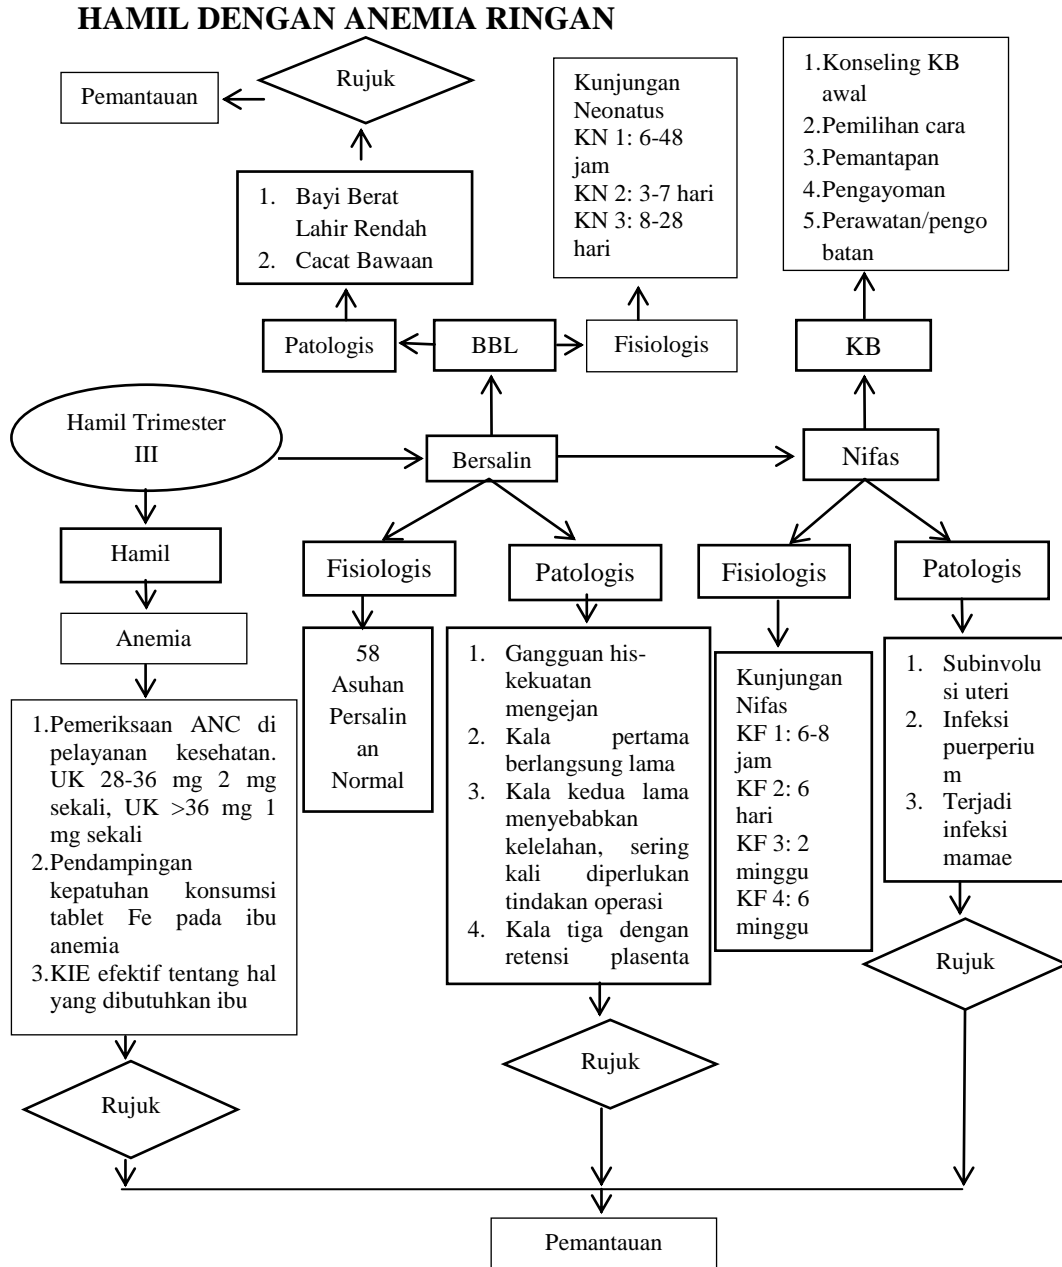 HAMIL DENGAN ANEMIA RINGAN
Pemantauan
Rujuk
Kunjungan
Neonatus
KN 1: 6-48
jam
KN 2: 3-7 hari
KN 3: 8-28
hari
1.Konseling KB
awal
2.Pemilihan cara
3.Pemantapan
4.Pengayoman
5.Perawatan/pengo
batan
1. Bayi Berat
Lahir Rendah
2. Cacat Bawaan
Patologis
BBL
Fisiologis
KB
Hamil Trimester
III
Bersalin
Nifas
Hamil
Fisiologis
Patologis
Fisiologis
Patologis
Anemia
58
Asuhan
Persalin
an
Normal
1. Gangguan his-
kekuatan
mengejan
2. Kala pertama
berlangsung lama
3. Kala kedua lama
menyebabkan
kelelahan, sering
kali diperlukan
tindakan operasi
4. Kala tiga dengan
retensi plasenta
Kunjungan
Nifas
KF 1: 6-8
jam
KF 2: 6
hari
KF 3: 2
minggu
KF 4: 6
minggu
1. Subinvolu
si uteri
2. Infeksi
puerperiu
m
3. Terjadi
infeksi
mamae
1.Pemeriksaan ANC di
pelayanan kesehatan.
UK 28-36 mg 2 mg
sekali, UK >36 mg 1
mg sekali
2.Pendampingan
kepatuhan konsumsi
tablet Fe pada ibu
anemia
3.KIE efektif tentang hal
yang dibutuhkan ibu
Rujuk
Rujuk
Rujuk
Pemantauan